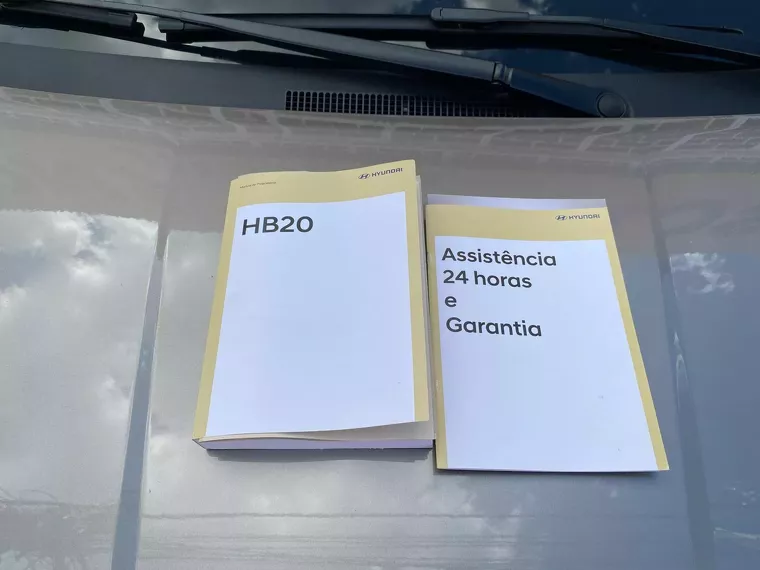 HYUNDAI
HB20
HYUNDAI
Assistência
24 horas
e
Garantia